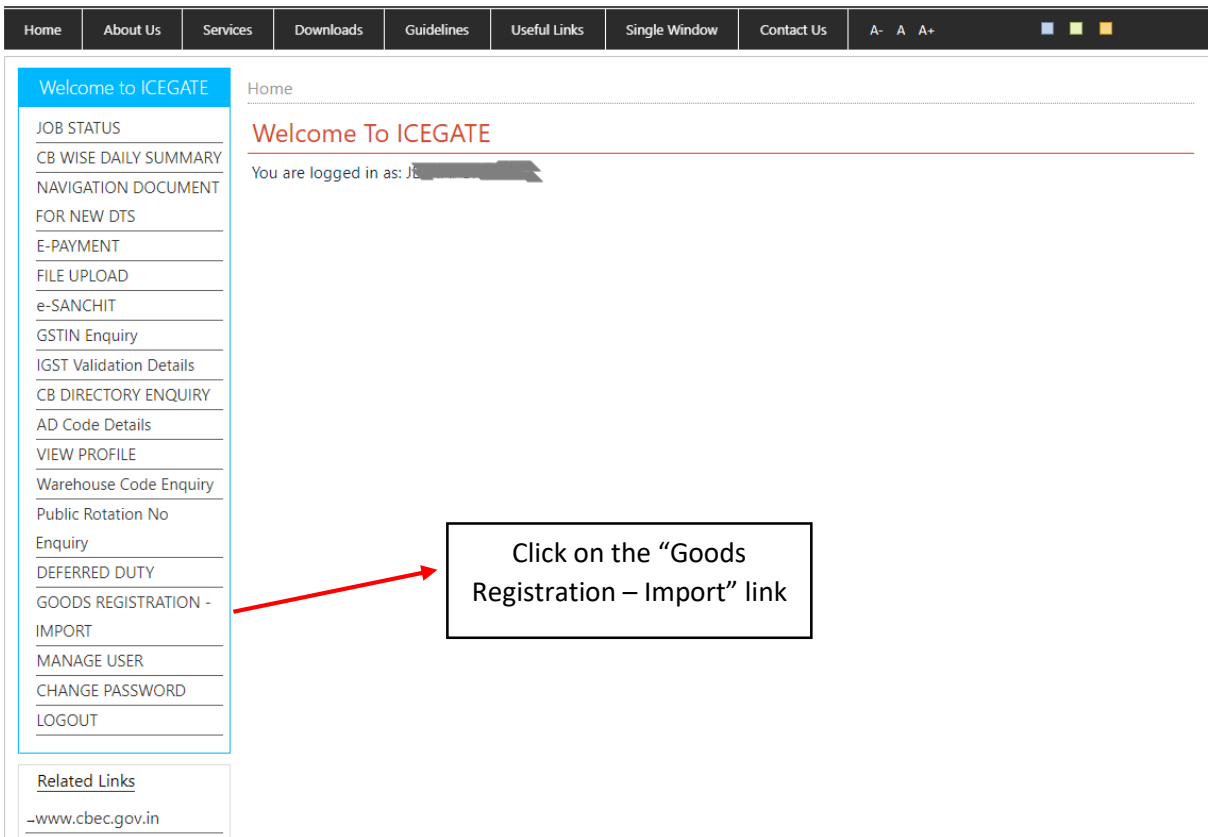 Home About Us Services Downloads Guidelines Useful Links Single Window Contact Us A- A A+
Welcome to ICEGATE
JOB STATUS
CB WISE DAILY SUMMARY
NAVIGATION DOCUMENT
FOR NEW DTS
E-PAYMENT
FILE UPLOAD
e-SANCHIT
GSTIN Enquiry
IGST Validation Details
CB DIRECTORY ENQUIRY
AD Code Details
VIEW PROFILE
Warehouse Code Enquiry
Public Rotation No
Enquiry
DEFERRED DUTY
GOODS REGISTRATION -
IMPORT
MANAGE USER
CHANGE PASSWORD
LOGOUT
Related Links
www.cbec.gov.in
Home
Welcome To ICEGATE
You are logged in as:
Click on the “Goods
Registration – Import” link